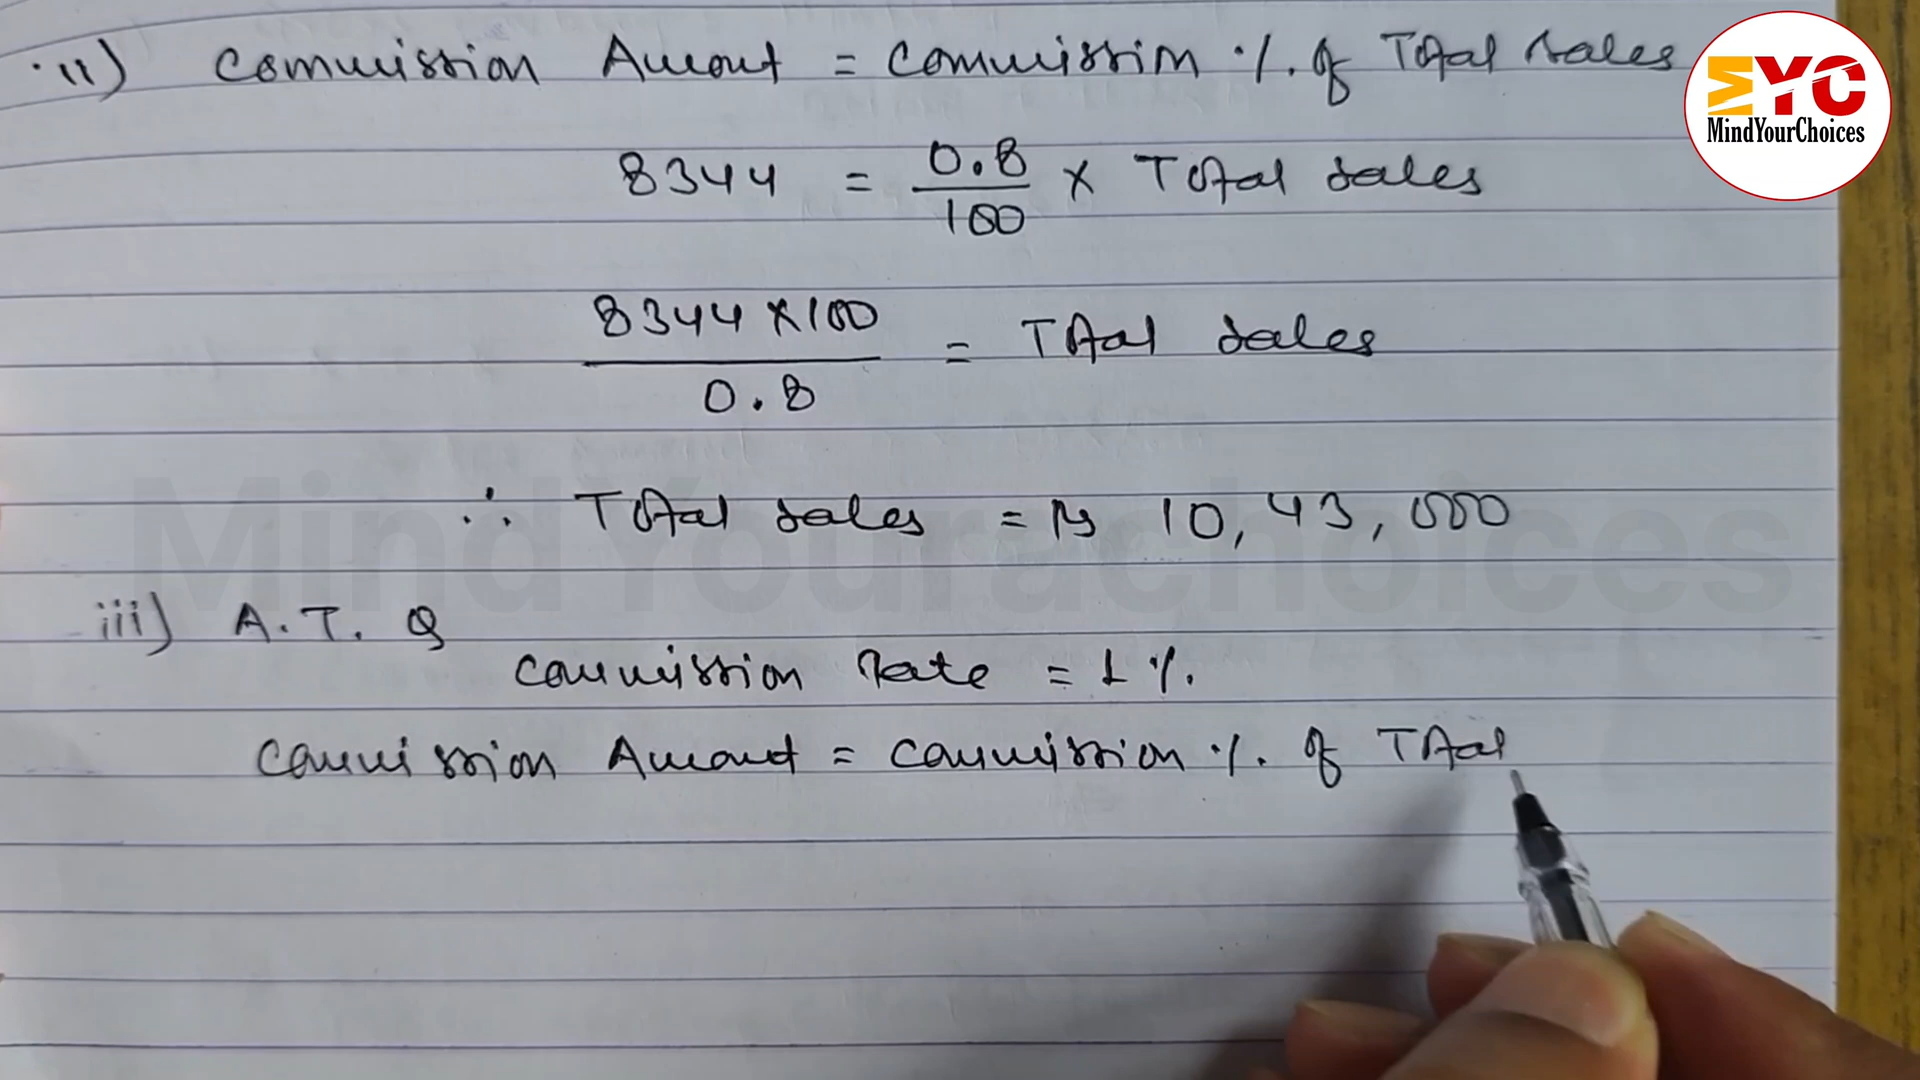 ii) Commission Amount = Commission % of Total sales
MYC
MindYourChoices
8344 = 0.8/100 × Total sales
8344 × 100 / 0.8 = Total sales
∴ Total sales = Rs 10,43,000
MindYourachoices
iii) A.T.Q
Commission Rate = 1 %
Commission Amount = Commission % of Total